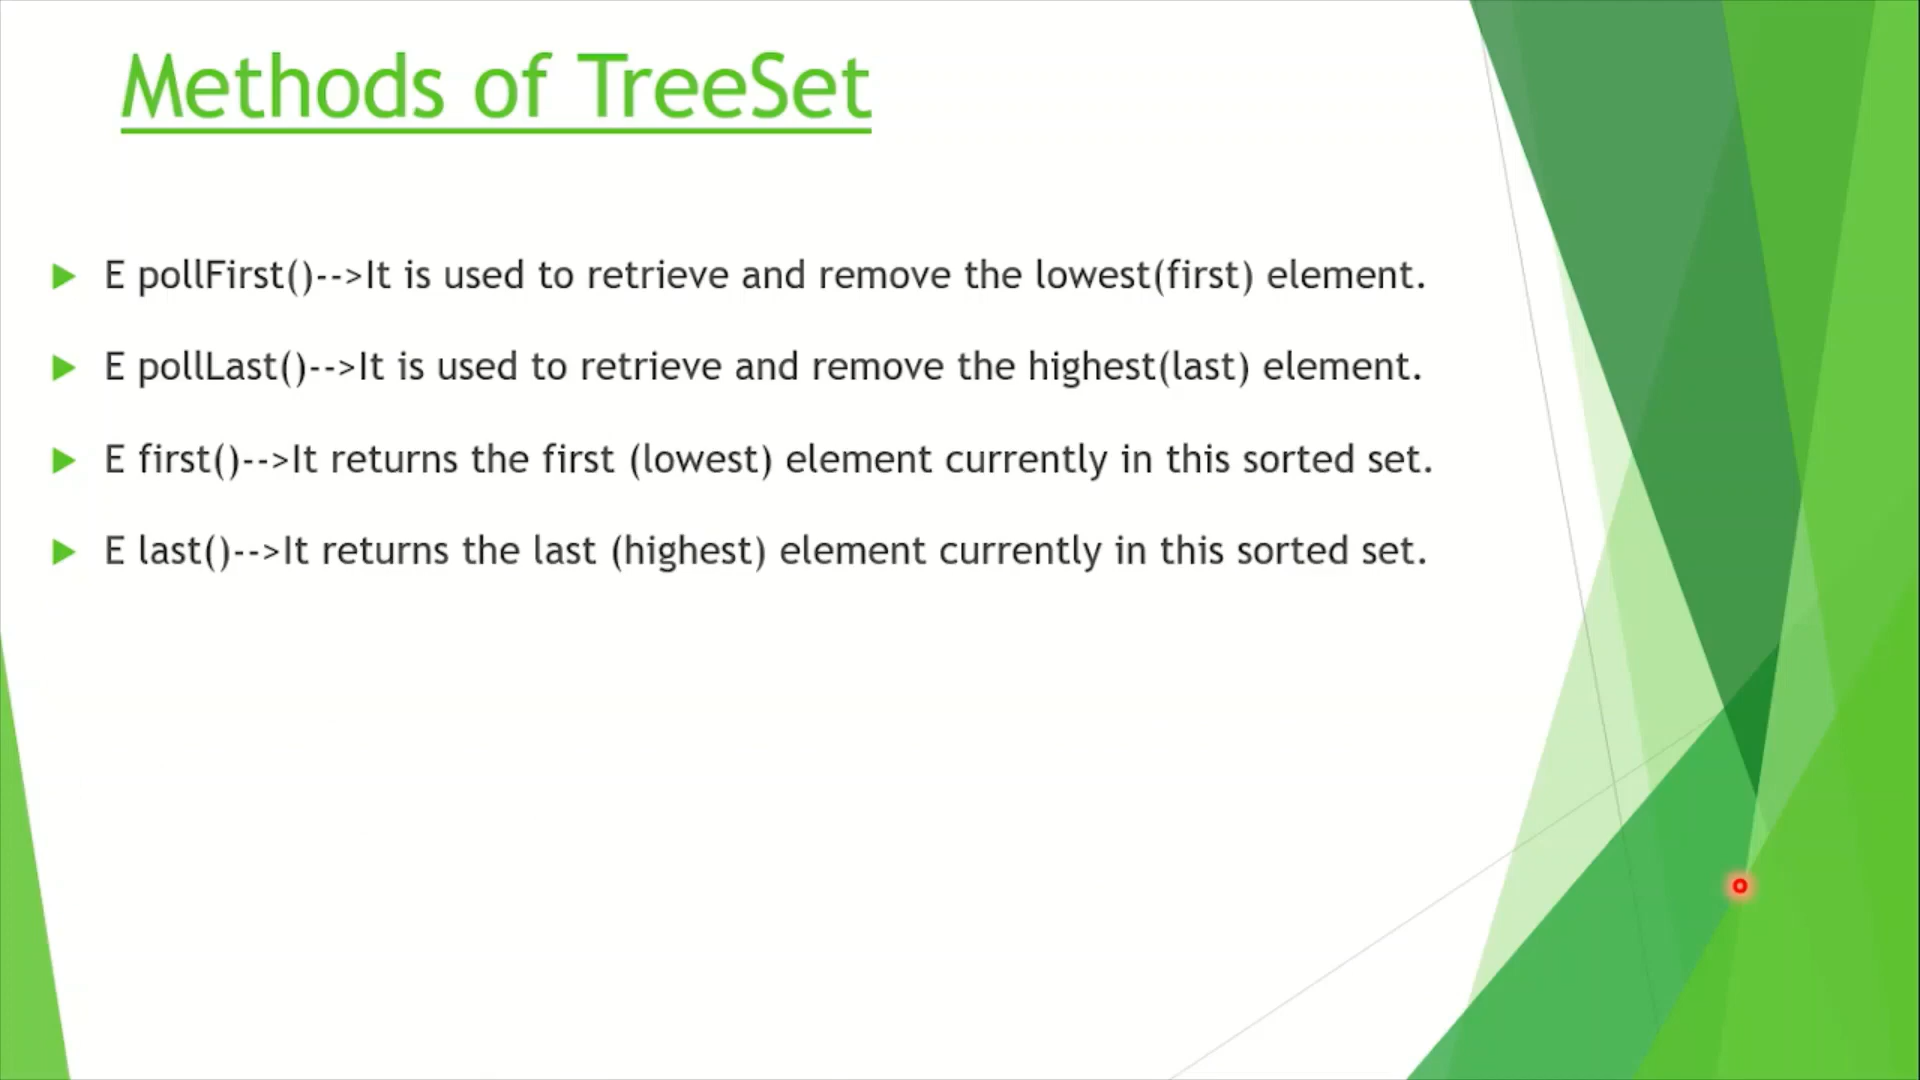 Methods of TreeSet
E pollFirst()-->It is used to retrieve and remove the lowest(first) element.
E pollLast()-->It is used to retrieve and remove the highest(last) element.
E first()-->It returns the first (lowest) element currently in this sorted set.
E last()-->It returns the last (highest) element currently in this sorted set.